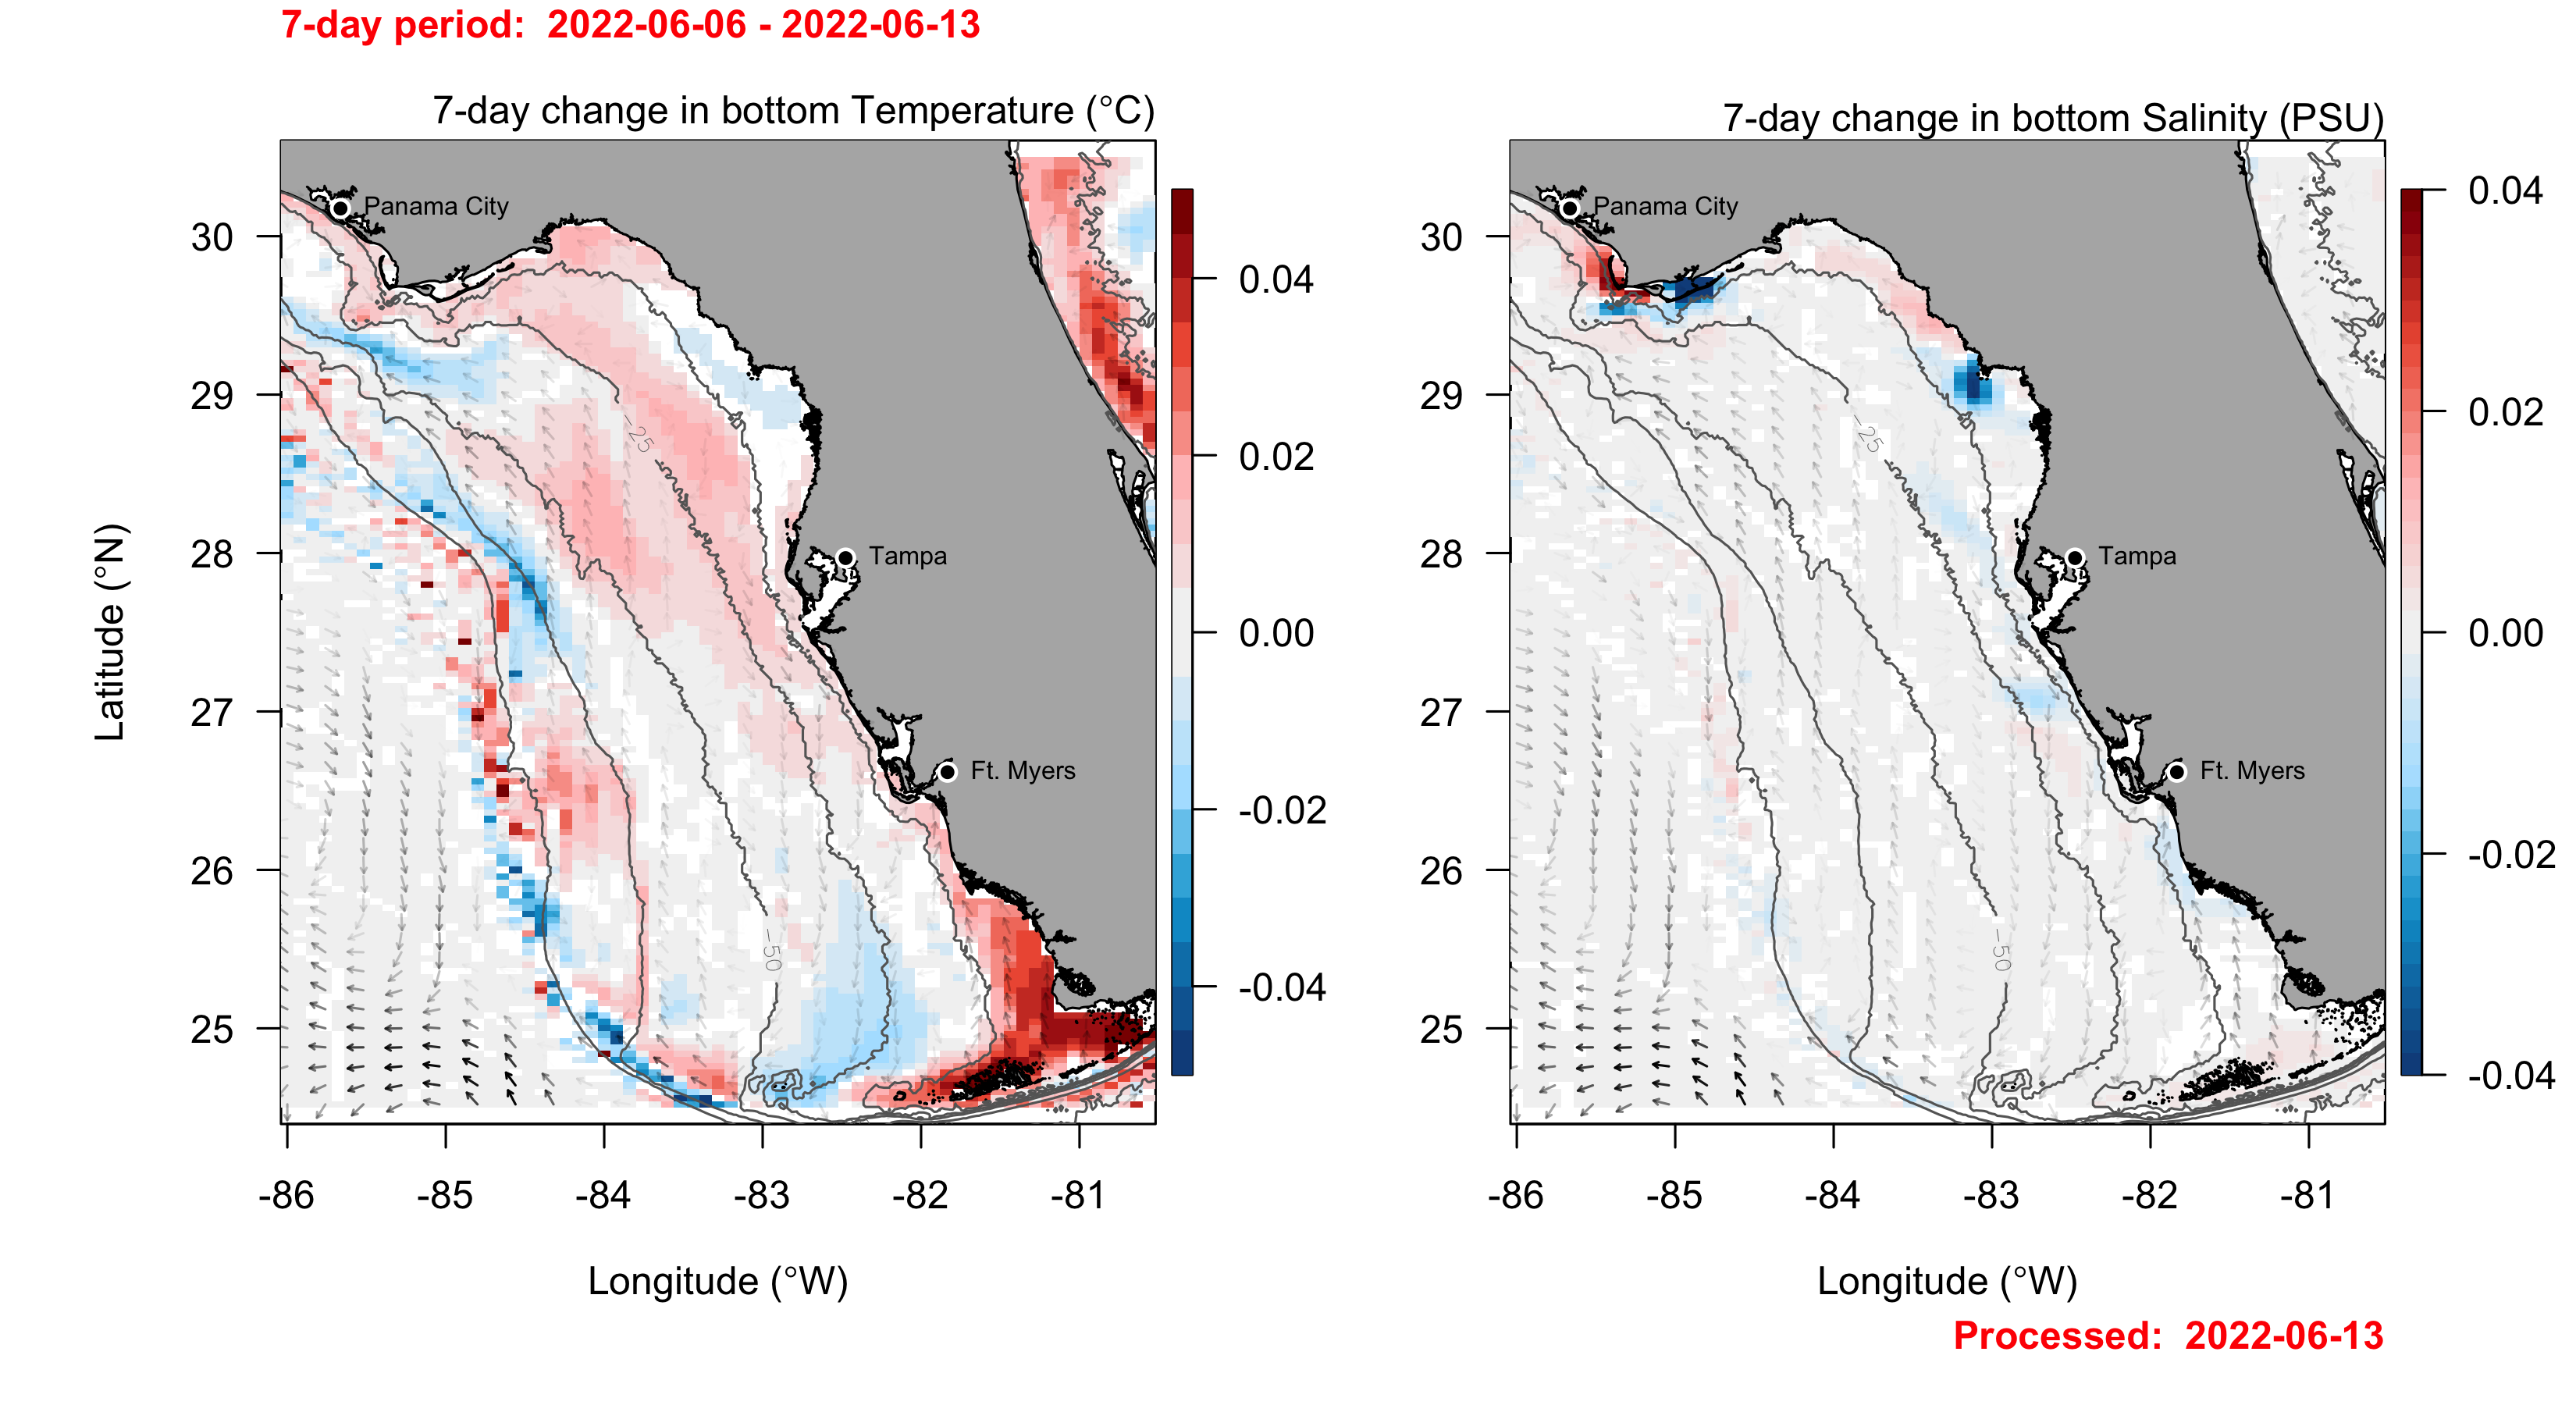 7-day period:  2022-06-06 - 2022-06-13
7-day change in bottom Temperature (°C)
7-day change in bottom Salinity (PSU)
Panama City
Tampa
Ft. Myers
-25
-50
30
29
28
27
26
25
Latitude (°N)
-86
-85
-84
-83
-82
-81
Longitude (°W)
0.04
0.02
0.00
-0.02
-0.04
Panama City
Tampa
Ft. Myers
-25
-50
30
29
28
27
26
25
-86
-85
-84
-83
-82
-81
Longitude (°W)
0.04
0.02
0.00
-0.02
-0.04
Processed:  2022-06-13